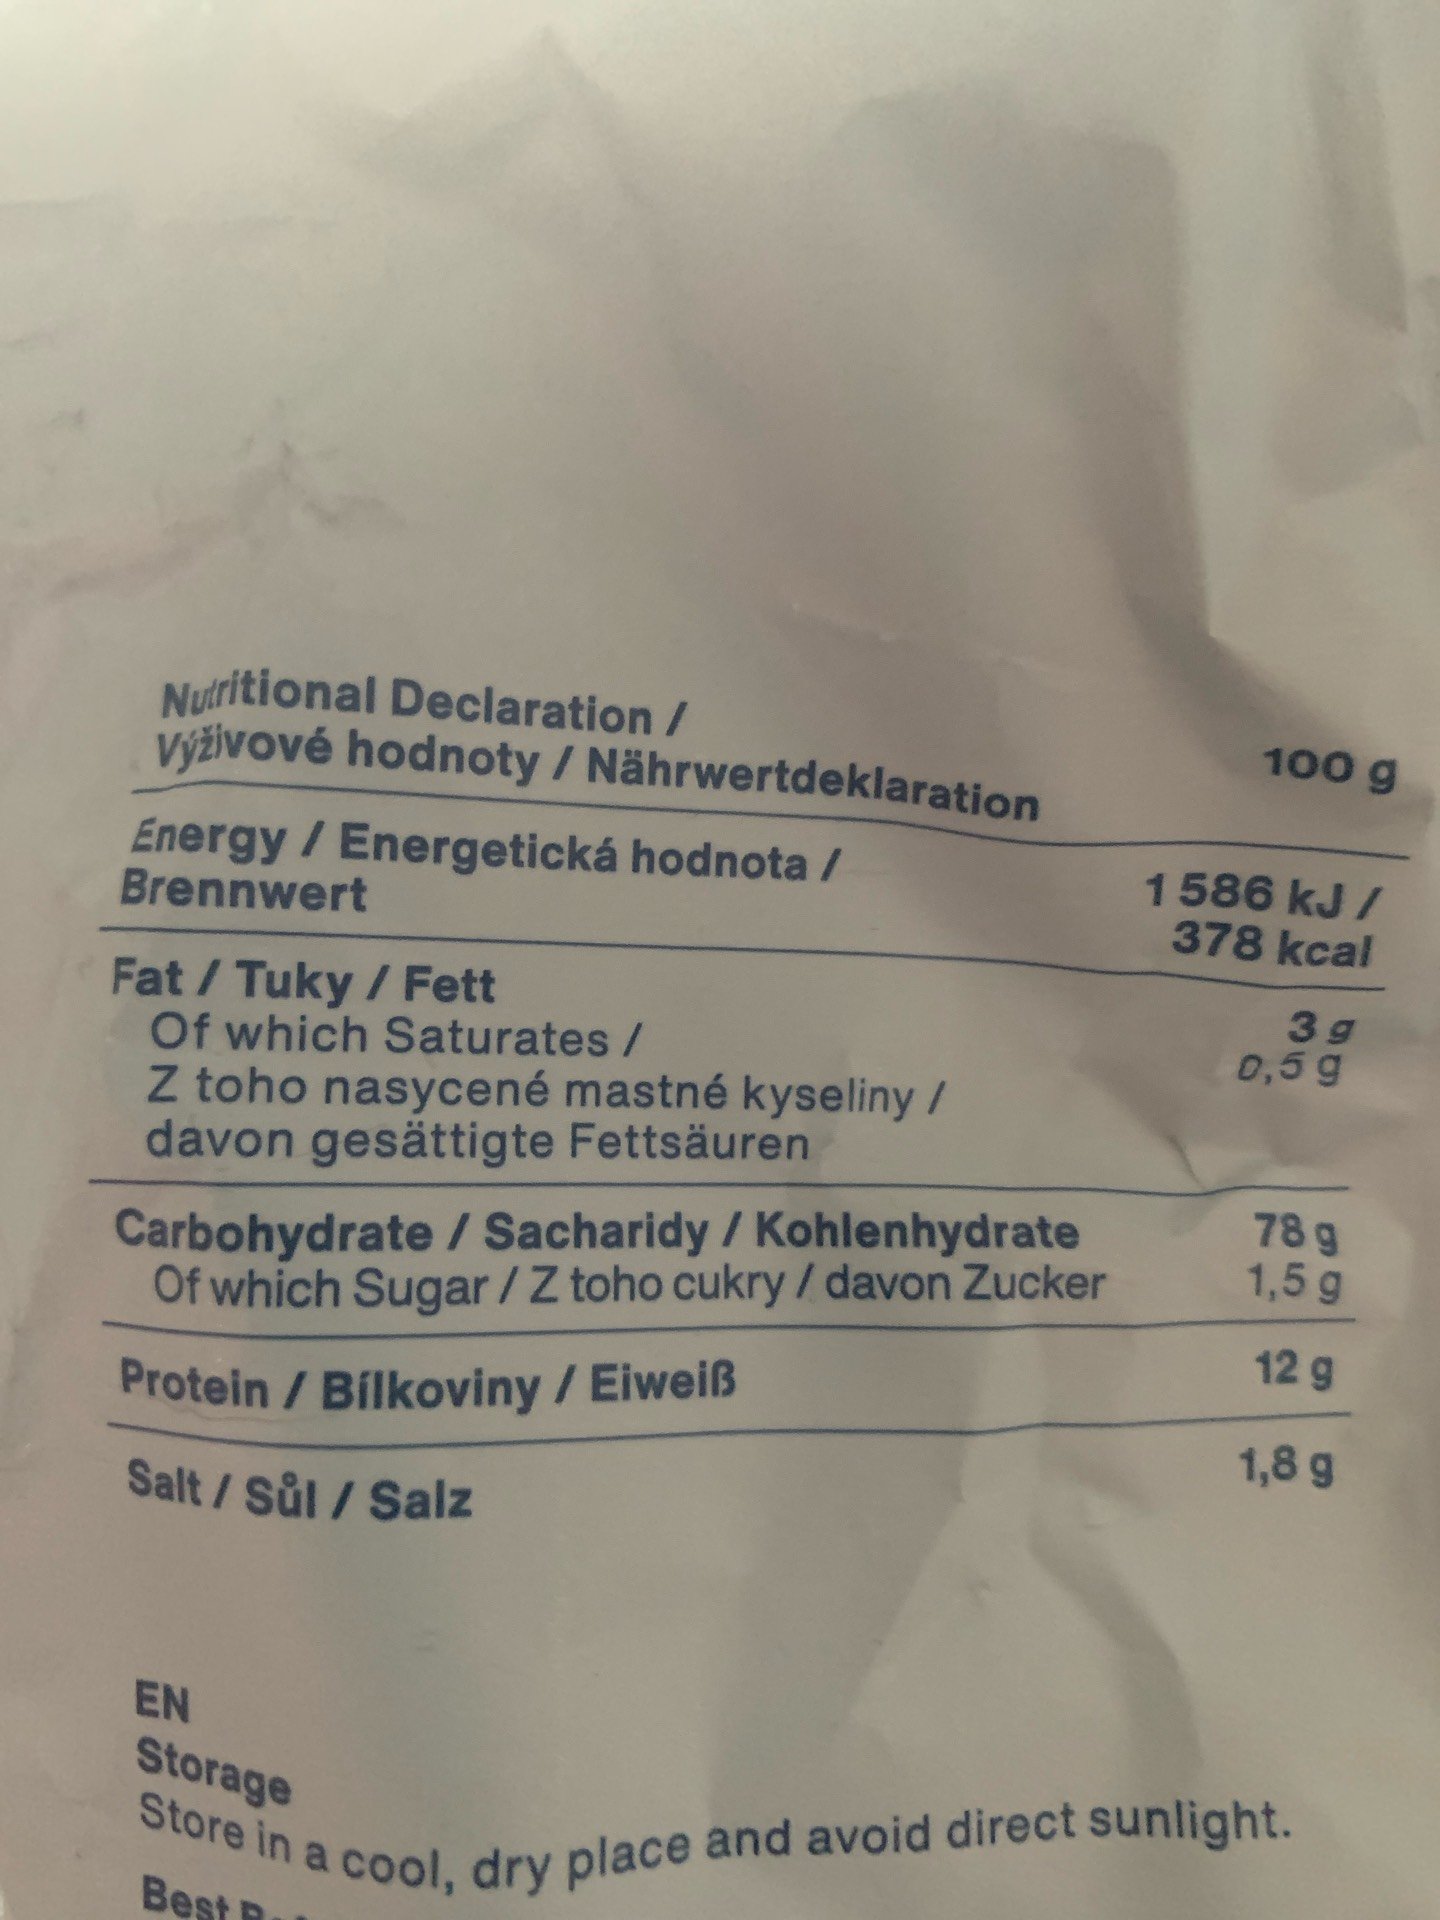 Nutritional Declaration /
Výživové hodnoty / Nährwertdeklaration 100 g
Energy / Energetická hodnota /
Brennwert
1 586 kJ /
378 kcal
Fat / Tuky / Fett 3 g
Of which Saturates / 0,5 g
Z toho nasycené mastné kyseliny /
davon gesättigte Fettsäuren
Carbohydrate / Sacharidy / Kohlenhydrate 78 g
Of which Sugar / Z toho cukry / davon Zucker 1,5 g
Protein / Bílkoviny / Eiweiß 12 g
Salt / Sůl / Salz 1,8 g
EN
Storage
Store in a cool, dry place and avoid direct sunlight.
Best